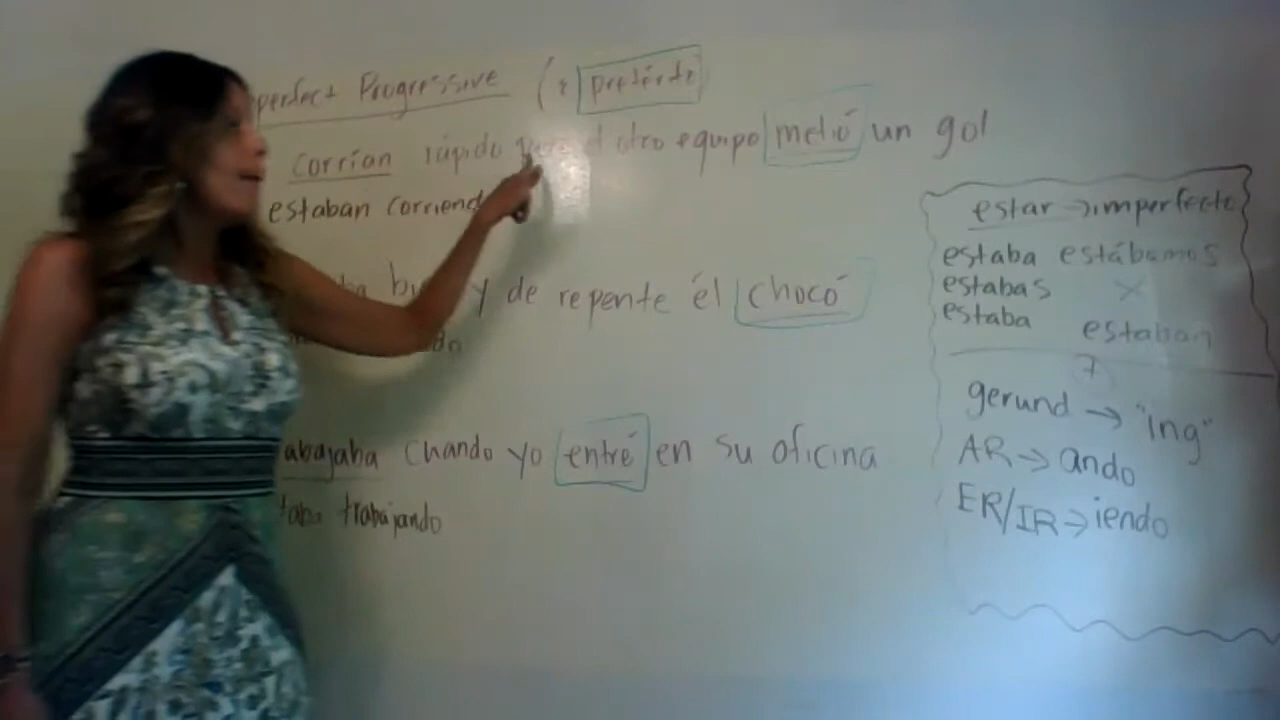 perfect Progressive (+ pretérito
corrían rápido pero el otro equipo metió un gol
estaban corriend
y de repente él chocó
abajaba cuando yo entré en su oficina
taba trabajando
estar → imperfecto
estaba estábamos
estabas X
estaba estaban
gerund → "ing"
AR → ando
ER/IR → iendo